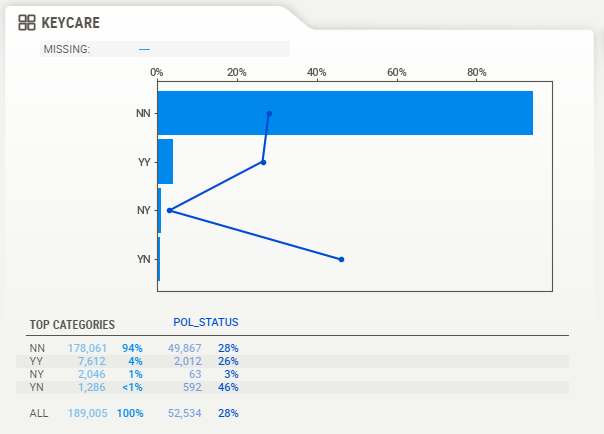 KEYCARE
MISSING: ---
0% 20% 40% 60% 80%
NN
YY
NY
YN
TOP CATEGORIES POL_STATUS
NN 178,061 94% 49,867 28%
YY 7,612 4% 2,012 26%
NY 2,046 1% 63 3%
YN 1,286 <1% 592 46%
ALL 189,005 100% 52,534 28%